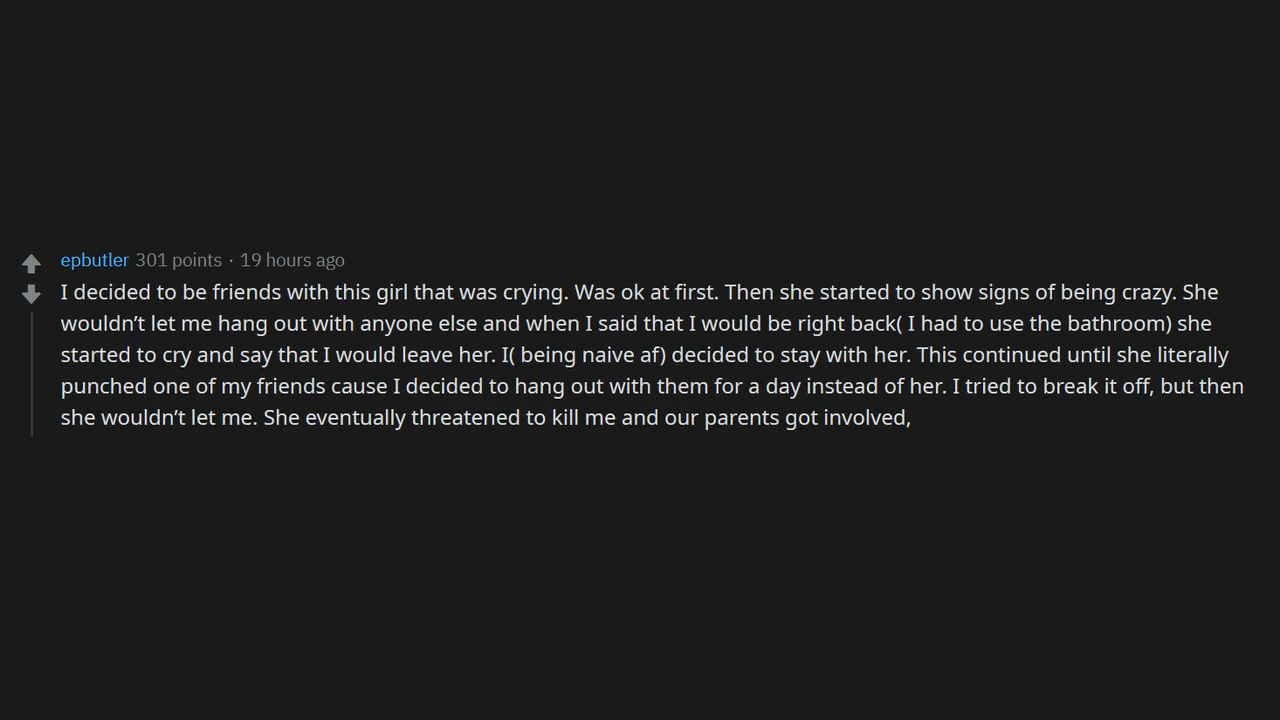 epbutler 301 points · 19 hours ago
I decided to be friends with this girl that was crying. Was ok at first. Then she started to show signs of being crazy. She
wouldn’t let me hang out with anyone else and when I said that I would be right back( I had to use the bathroom) she
started to cry and say that I would leave her. I( being naive af) decided to stay with her. This continued until she literally
punched one of my friends cause I decided to hang out with them for a day instead of her. I tried to break it off, but then
she wouldn’t let me. She eventually threatened to kill me and our parents got involved,